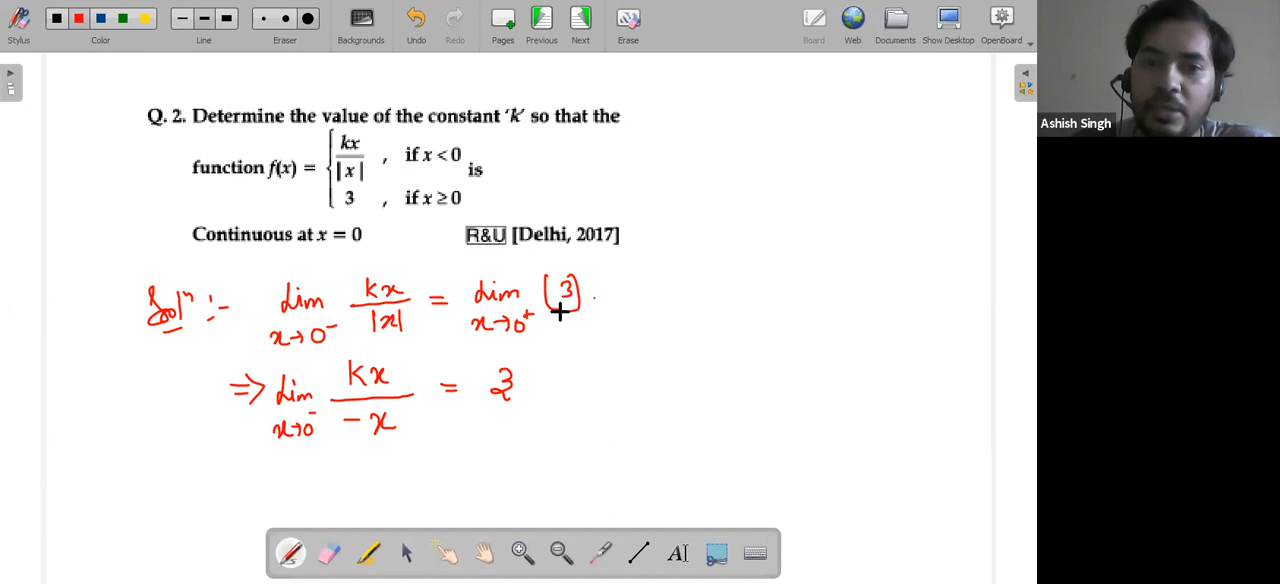 Stylus Color Line Eraser Backgrounds Undo Redo Pages Previous Next Erase Board Web Documents Show Desktop OpenBoard
Ashish Singh
Q. 2. Determine the value of the constant ‘k’ so that the
function f(x) = { kx/|x| , if x < 0
3 , if x ≥ 0 is
Continuous at x = 0 R&U [Delhi, 2017]
Solⁿ :- lim x→0⁻ kx/|x| = lim x→0⁺ (3)
⇒ lim x→0⁻ kx/-x = 3